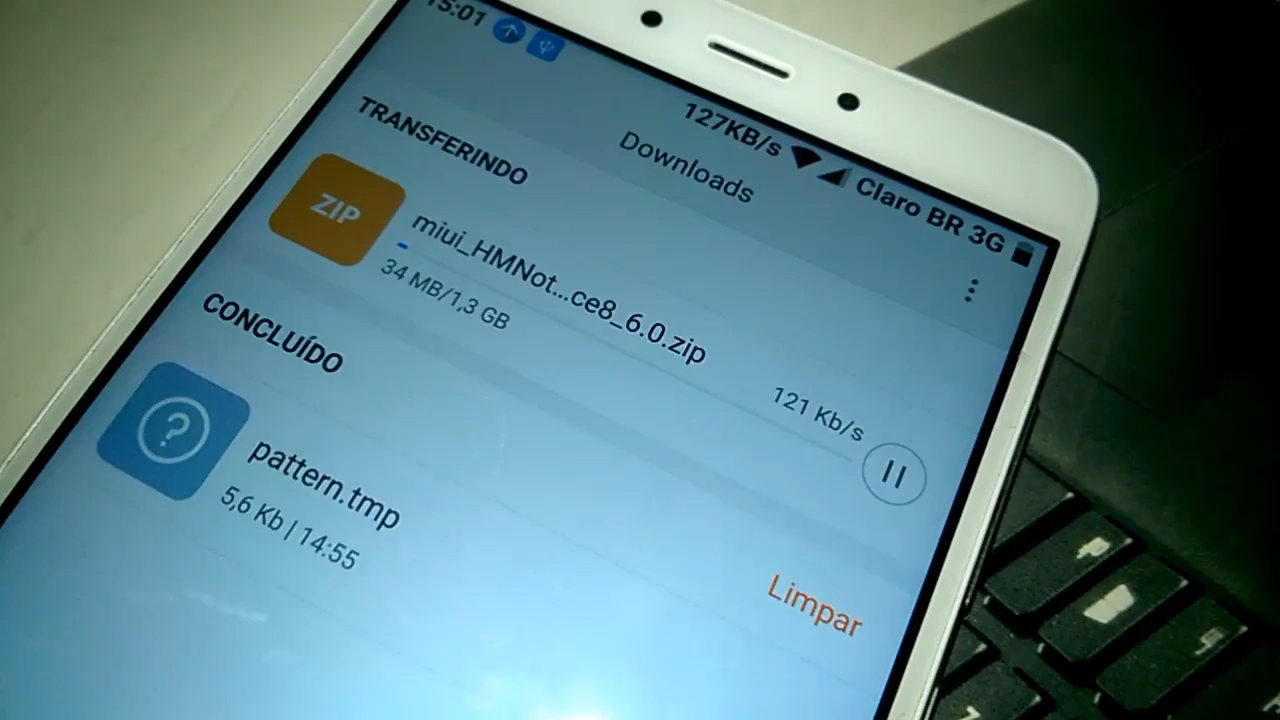 15:01
127KB/s Claro BR 3G
Downloads
TRANSFERINDO
ZIP
miui_HMNot...ce8_6.0.zip
34 MB/1,3 GB
121 Kb/s
CONCLUÍDO
?
pattern.tmp
5,6 Kb | 14:55
Limpar